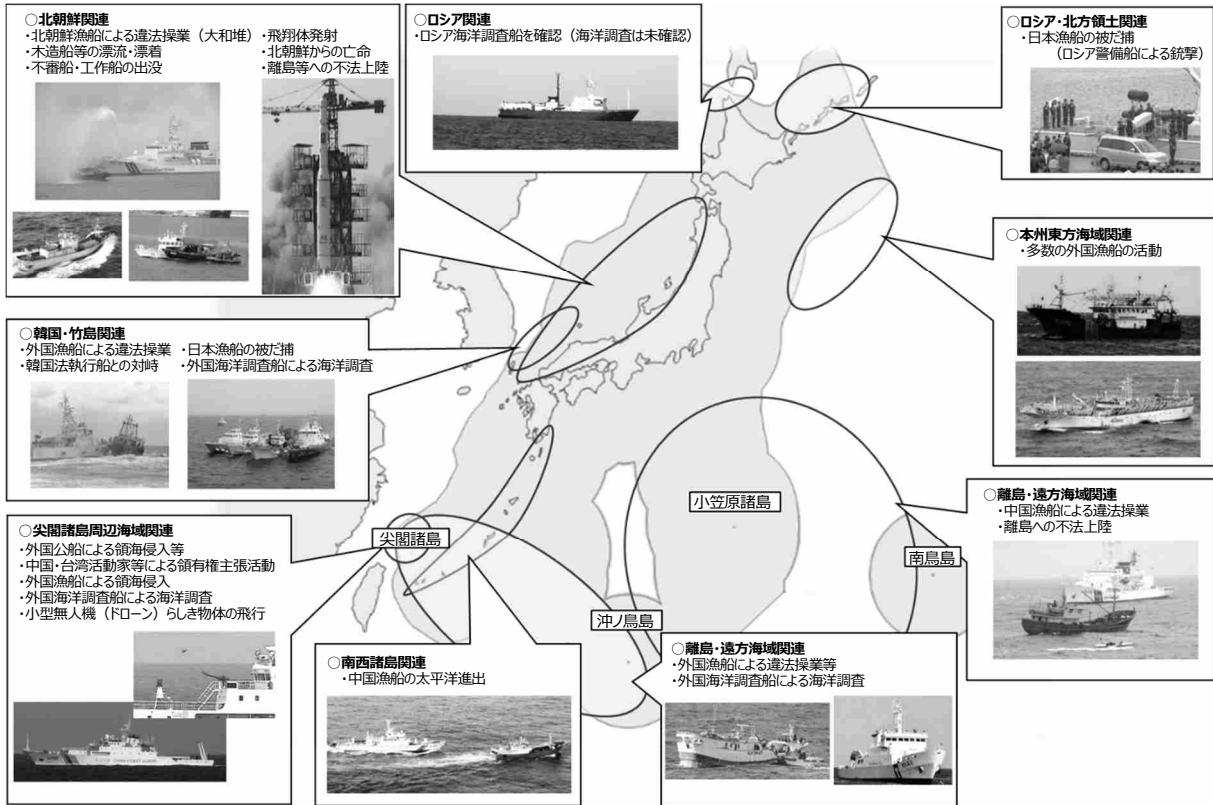 ○北朝鮮関連
・北朝鮮漁船による違法操業（大和堆）　・飛翔体発射
・木造船等の漂流・漂着　・北朝鮮からの亡命
・不審船・工作船の出没　・離島等への不法上陸
○ロシア関連
・ロシア海洋調査船を確認（海洋調査は未確認）
○ロシア・北方領土関連
・日本漁船の被だ捕
（ロシア警備船による銃撃）
○本州東方海域関連
・多数の外国漁船の活動
○韓国・竹島関連
・外国漁船による違法操業　・日本漁船の被だ捕
・韓国法執行船との対峙　・外国海洋調査船による海洋調査
○尖閣諸島周辺海域関連
・外国公船による領海侵入等
・中国・台湾活動家等による領有権主張活動
・外国漁船による領海侵入
・外国海洋調査船による海洋調査
・小型無人機（ドローン）らしき物体の飛行
尖閣諸島
小笠原諸島
南鳥島
沖ノ鳥島
○離島・遠方海域関連
・中国漁船による違法操業
・離島への不法上陸
○南西諸島関連
・中国漁船の太平洋進出
○離島・遠方海域関連
・外国漁船による違法操業等
・外国海洋調査船による海洋調査